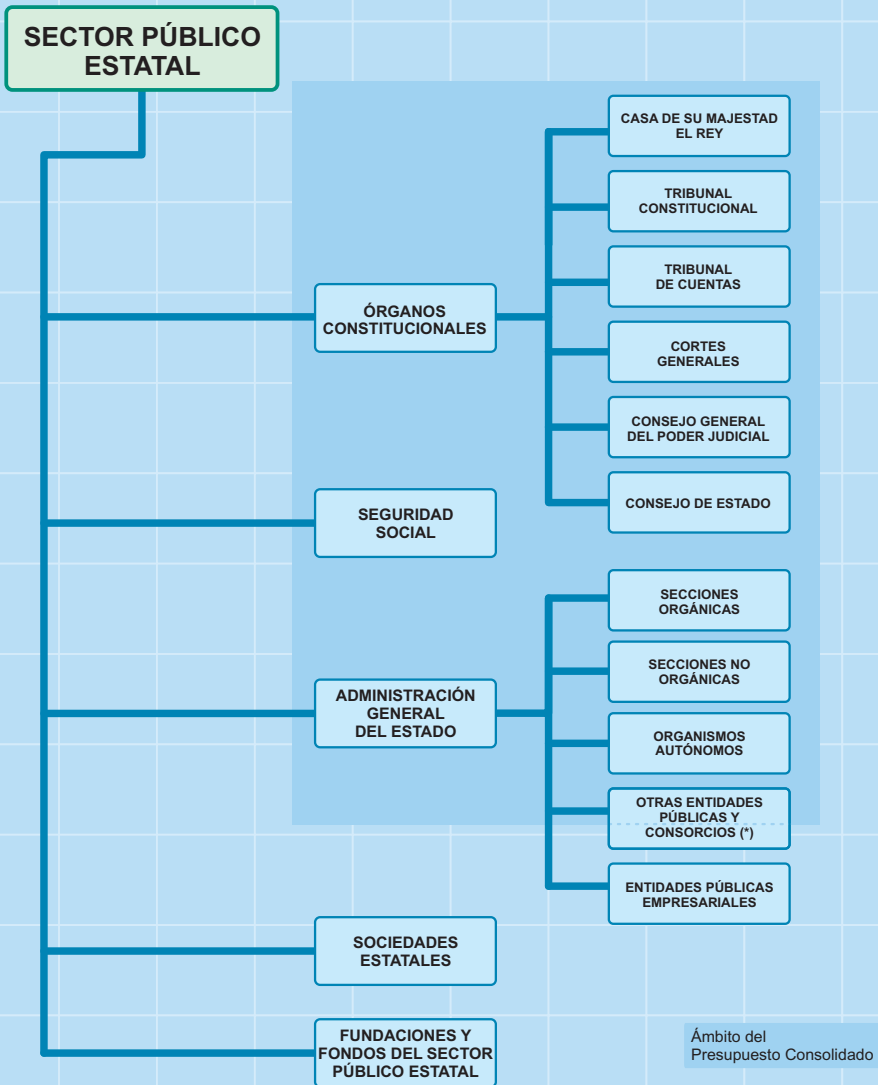 SECTOR PÚBLICO
ESTATAL
ÓRGANOS
CONSTITUCIONALES
CASA DE SU MAJESTAD
EL REY
TRIBUNAL
CONSTITUCIONAL
TRIBUNAL
DE CUENTAS
CORTES
GENERALES
CONSEJO GENERAL
DEL PODER JUDICIAL
CONSEJO DE ESTADO
SEGURIDAD
SOCIAL
ADMINISTRACIÓN
GENERAL
DEL ESTADO
SECCIONES
ORGÁNICAS
SECCIONES NO
ORGÁNICAS
ORGANISMOS
AUTÓNOMOS
OTRAS ENTIDADES
PÚBLICAS Y
CONSORCIOS (*)
ENTIDADES PÚBLICAS
EMPRESARIALES
SOCIEDADES
ESTATALES
FUNDACIONES Y
FONDOS DEL SECTOR
PÚBLICO ESTATAL
Ámbito del
Presupuesto Consolidado